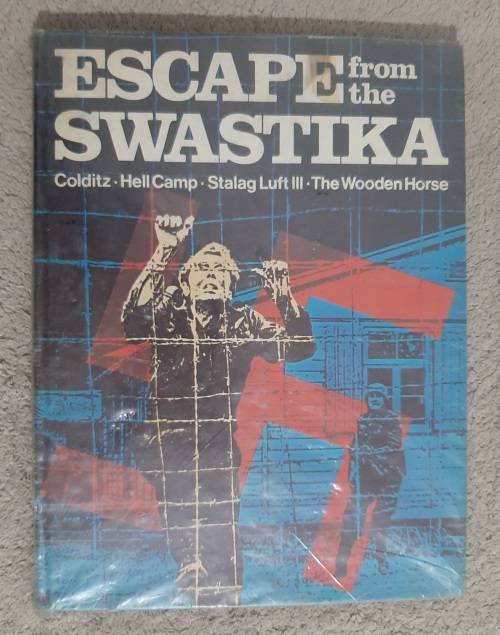 ESCAPE from
the
SWASTIKA
Colditz · Hell Camp · Stalag Luft III · The Wooden Horse